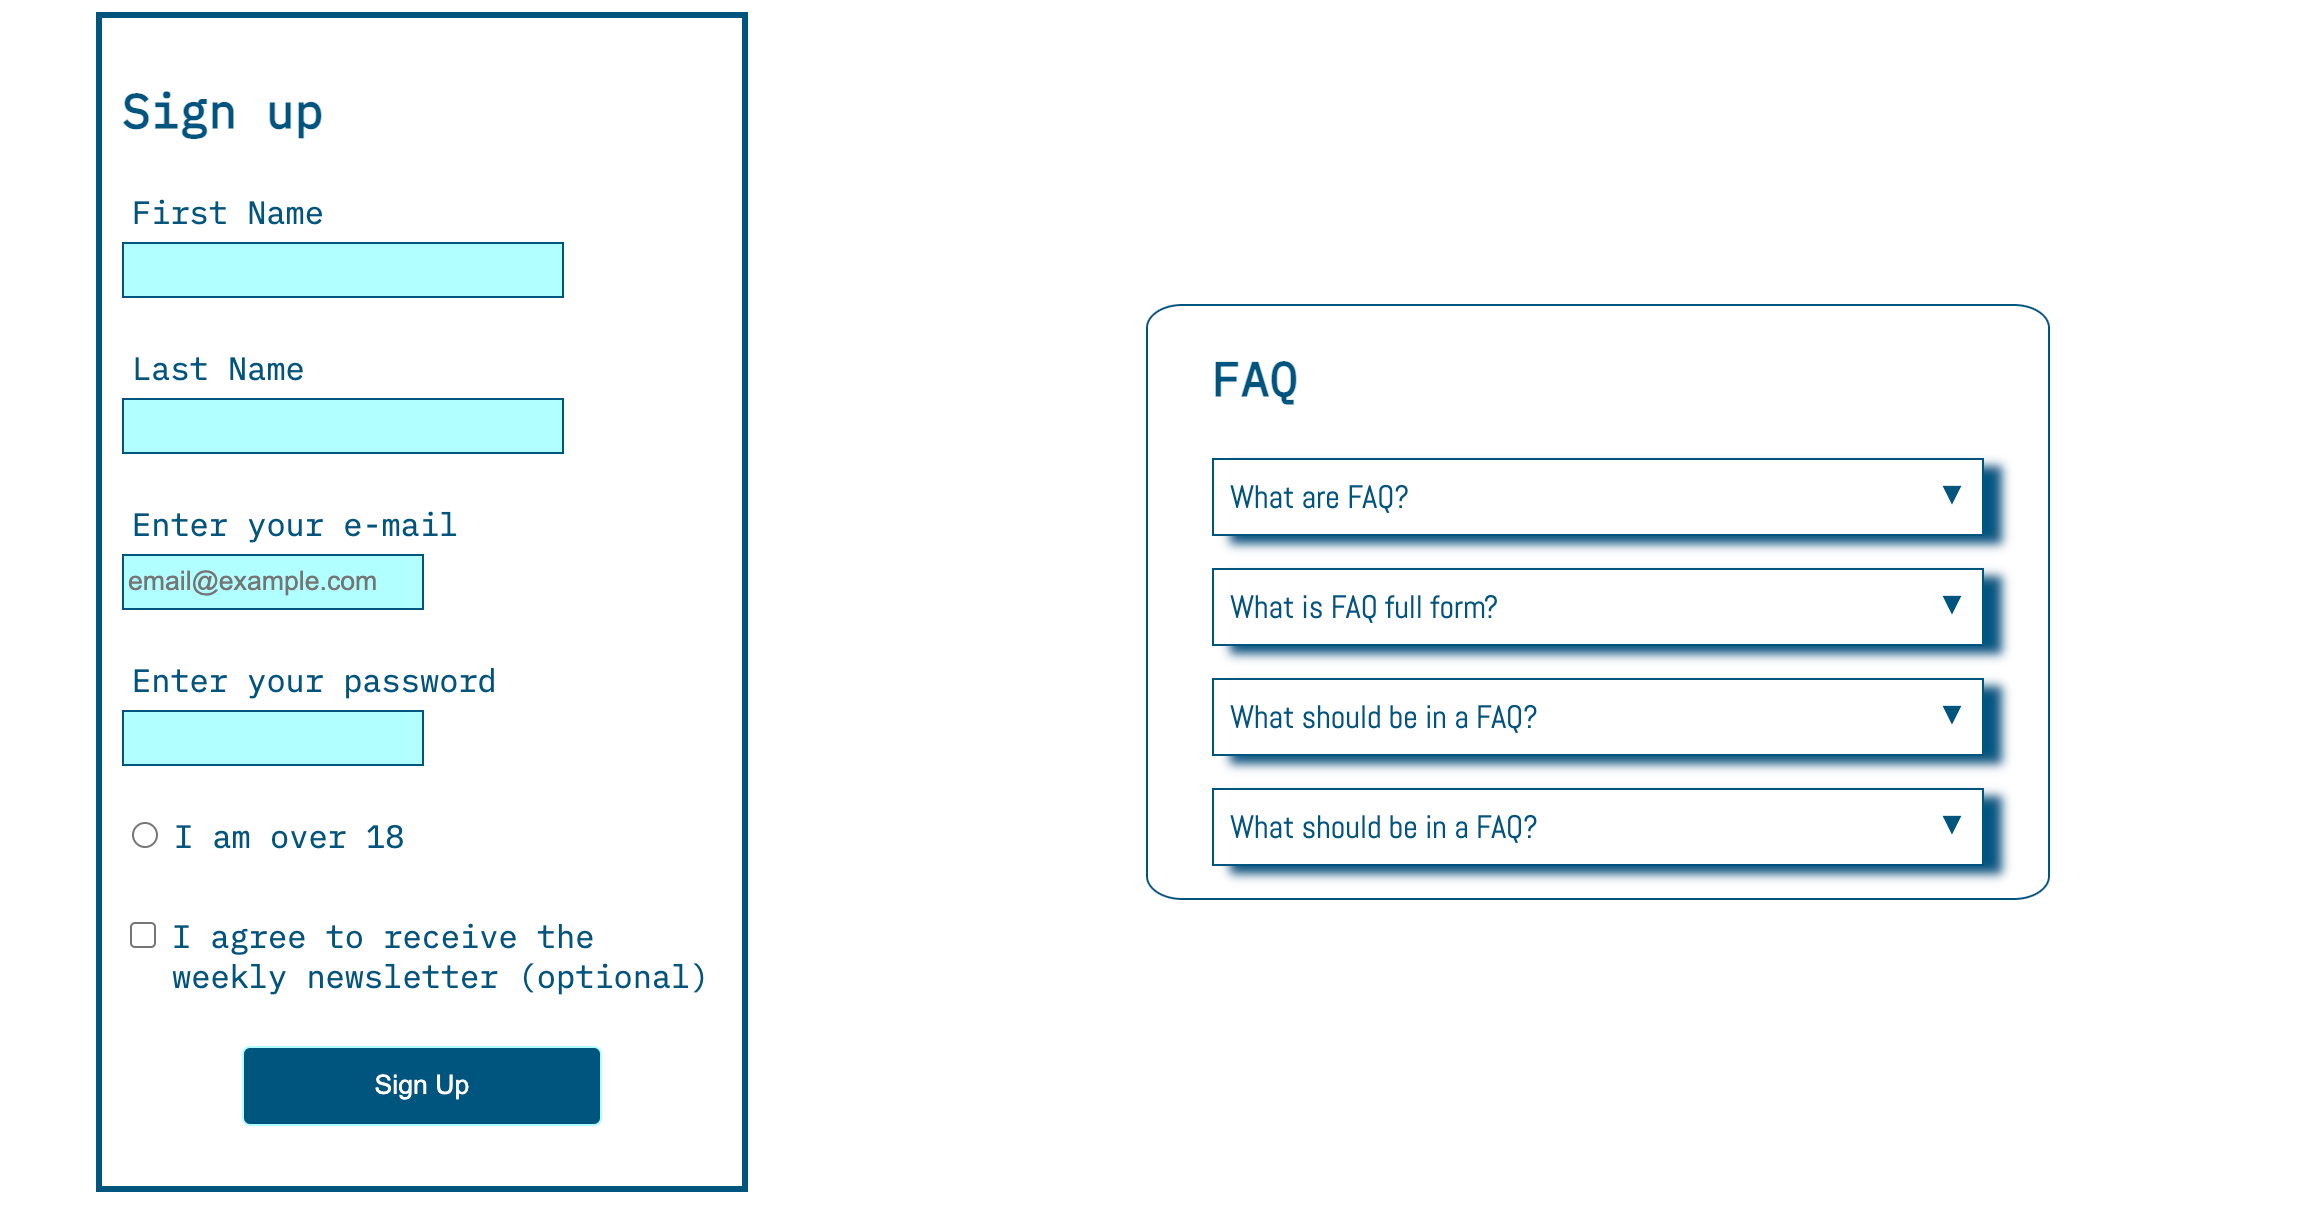 Sign up
First Name
Last Name
Enter your e-mail
email@example.com
Enter your password
I am over 18
I agree to receive the
weekly newsletter (optional)
Sign Up
FAQ
What are FAQ?
What is FAQ full form?
What should be in a FAQ?
What should be in a FAQ?